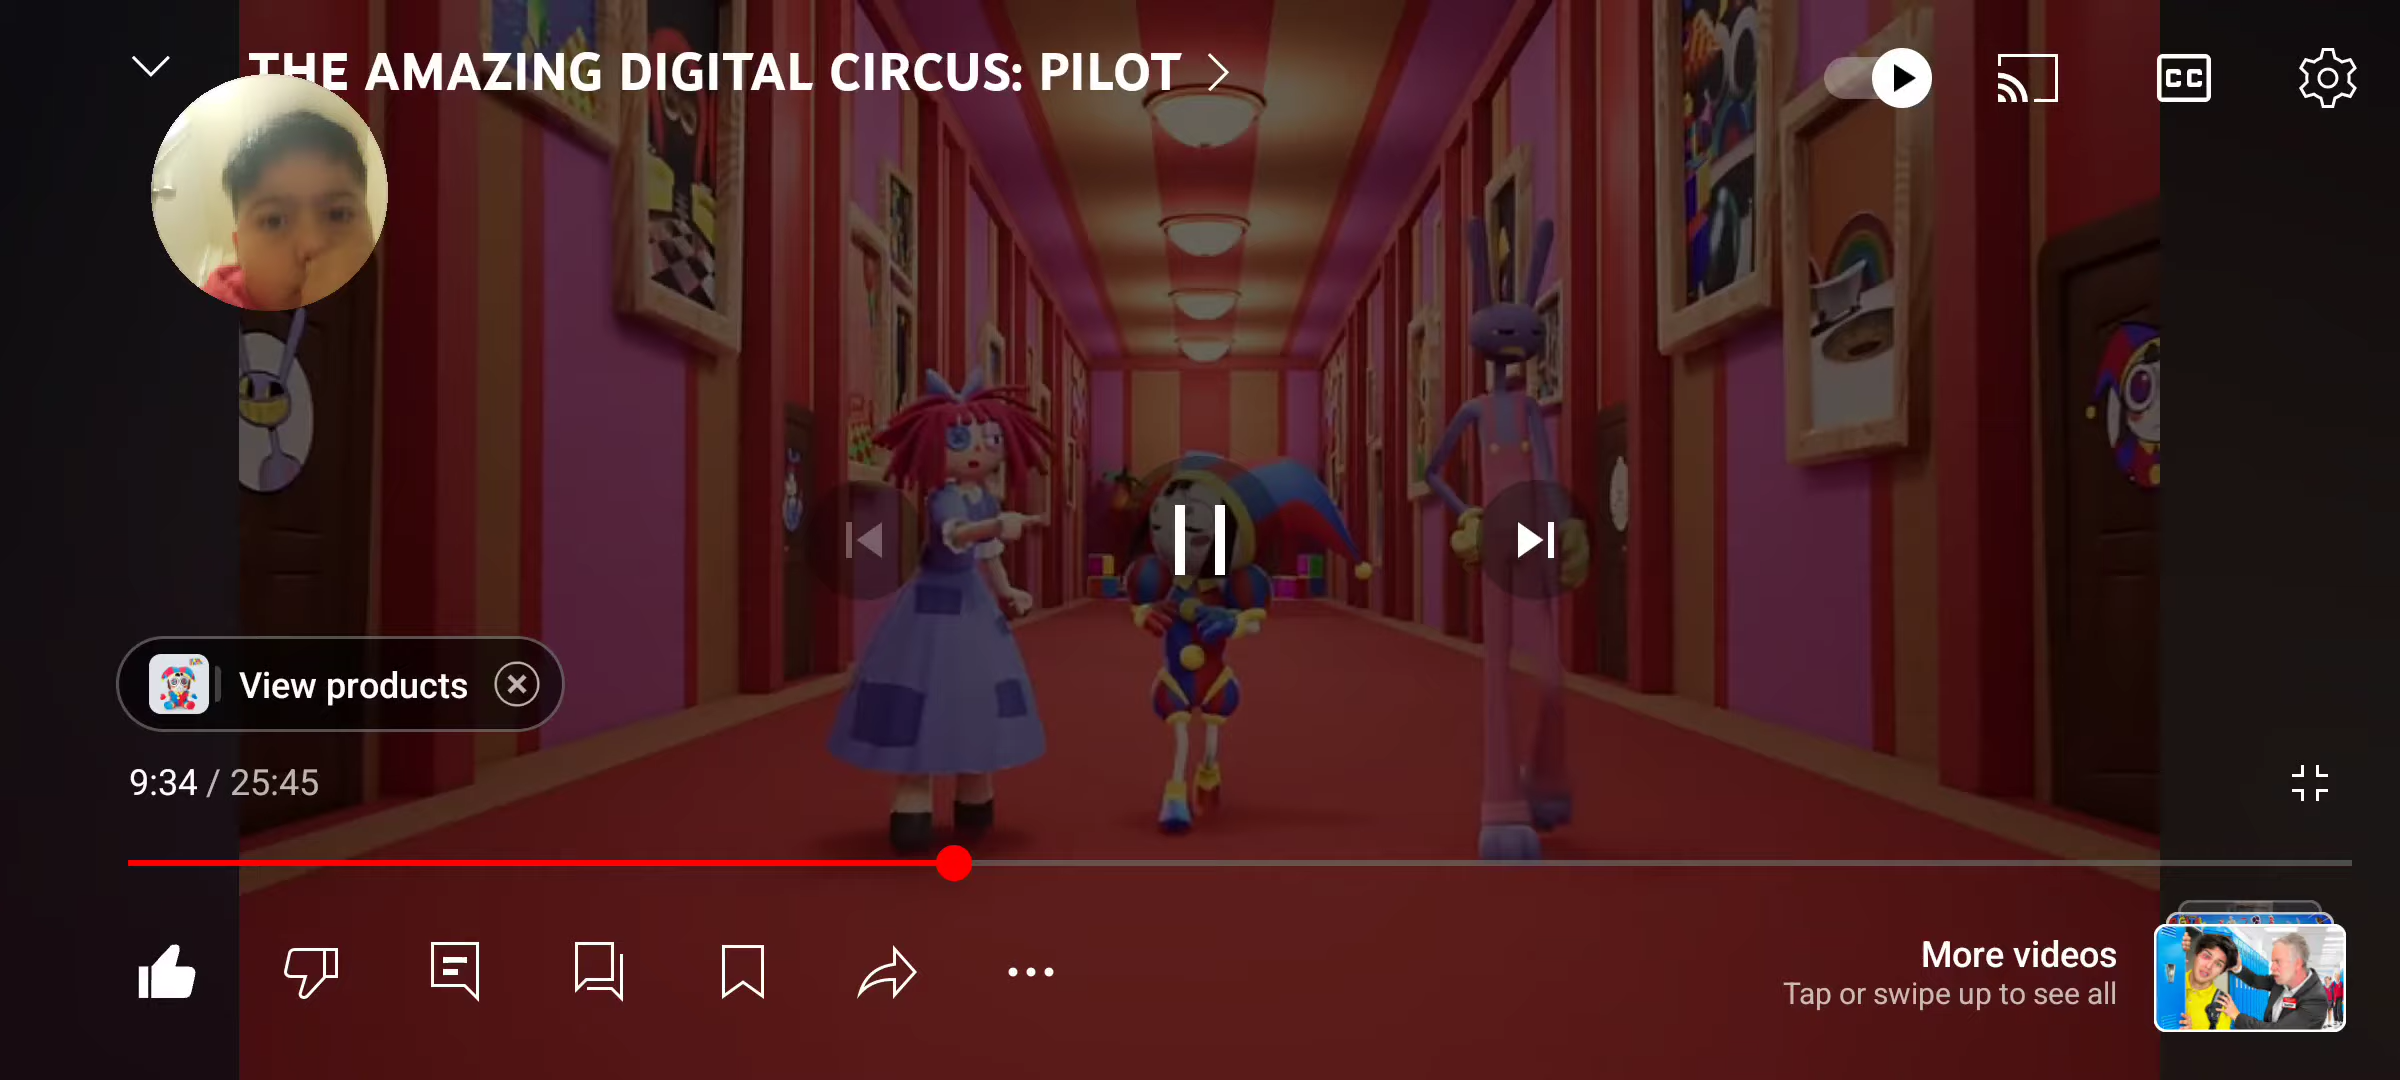 THE AMAZING DIGITAL CIRCUS: PILOT
CC
View products
9:34 / 25:45
More videos
Tap or swipe up to see all